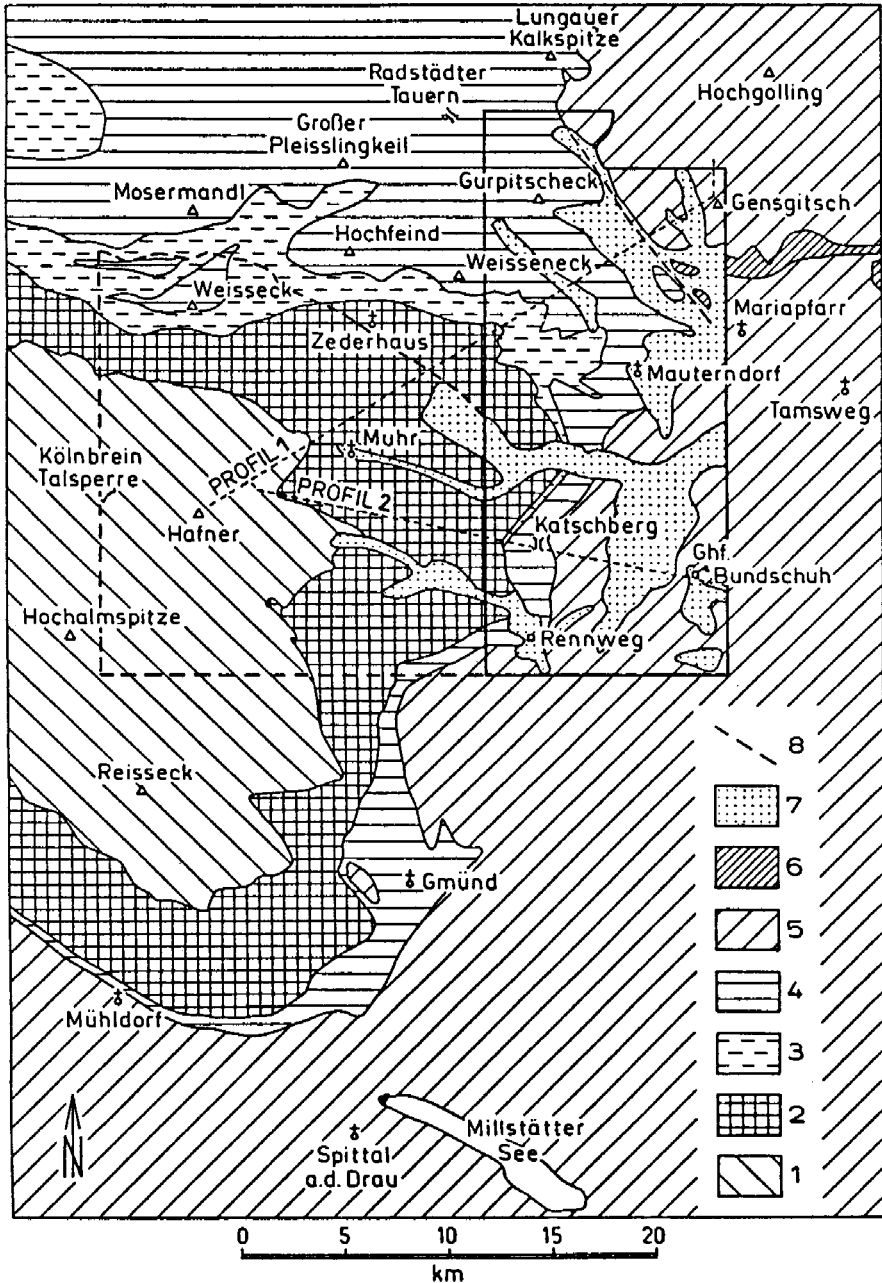 Lungauer
Kalkspitze
Radstädter
Tauern
Hochgolling
Großer
Pleisslingkeil
Mosermandl
Gurpitscheck
Gensgitsch
Hochfeind
Weisseneck
Weisseck
Mariapfarr
Zederhaus
Mauterndorf
Tamsweg
Muhr
Kölnbrein
Talsperre
PROFIL 1
PROFIL 2
Hafner
Katschberg
Ghf.
Bundschuh
Hochalmspitze
Rennweg
8
Reisseck
7
6
Gmünd
5
4
Mühldorf
3
2
N
Millstätter
See
Spittal
a.d. Drau
1
0 5 10 15 20
km